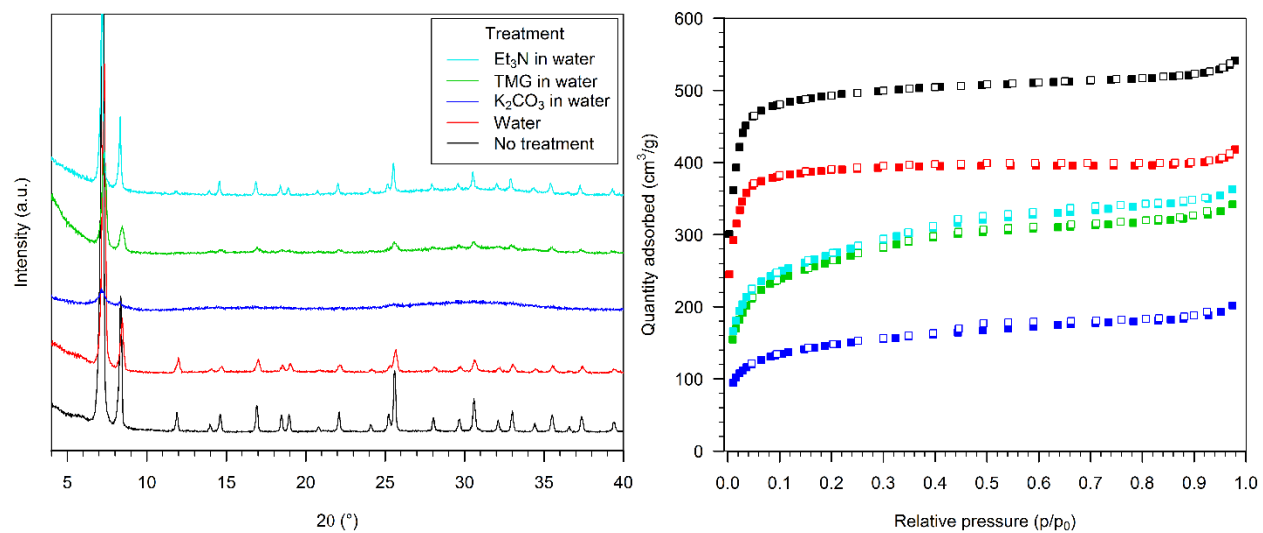 Treatment
Et₃N in water
TMG in water
K₂CO₃ in water
Water
No treatment
Intensity (a.u.)
5 10 15 20 25 30 35 40
2θ (°)
600
500
400
300
200
100
0
Quantity adsorbed (cm³/g)
0.0 0.1 0.2 0.3 0.4 0.5 0.6 0.7 0.8 0.9 1.0
Relative pressure (p/p₀)